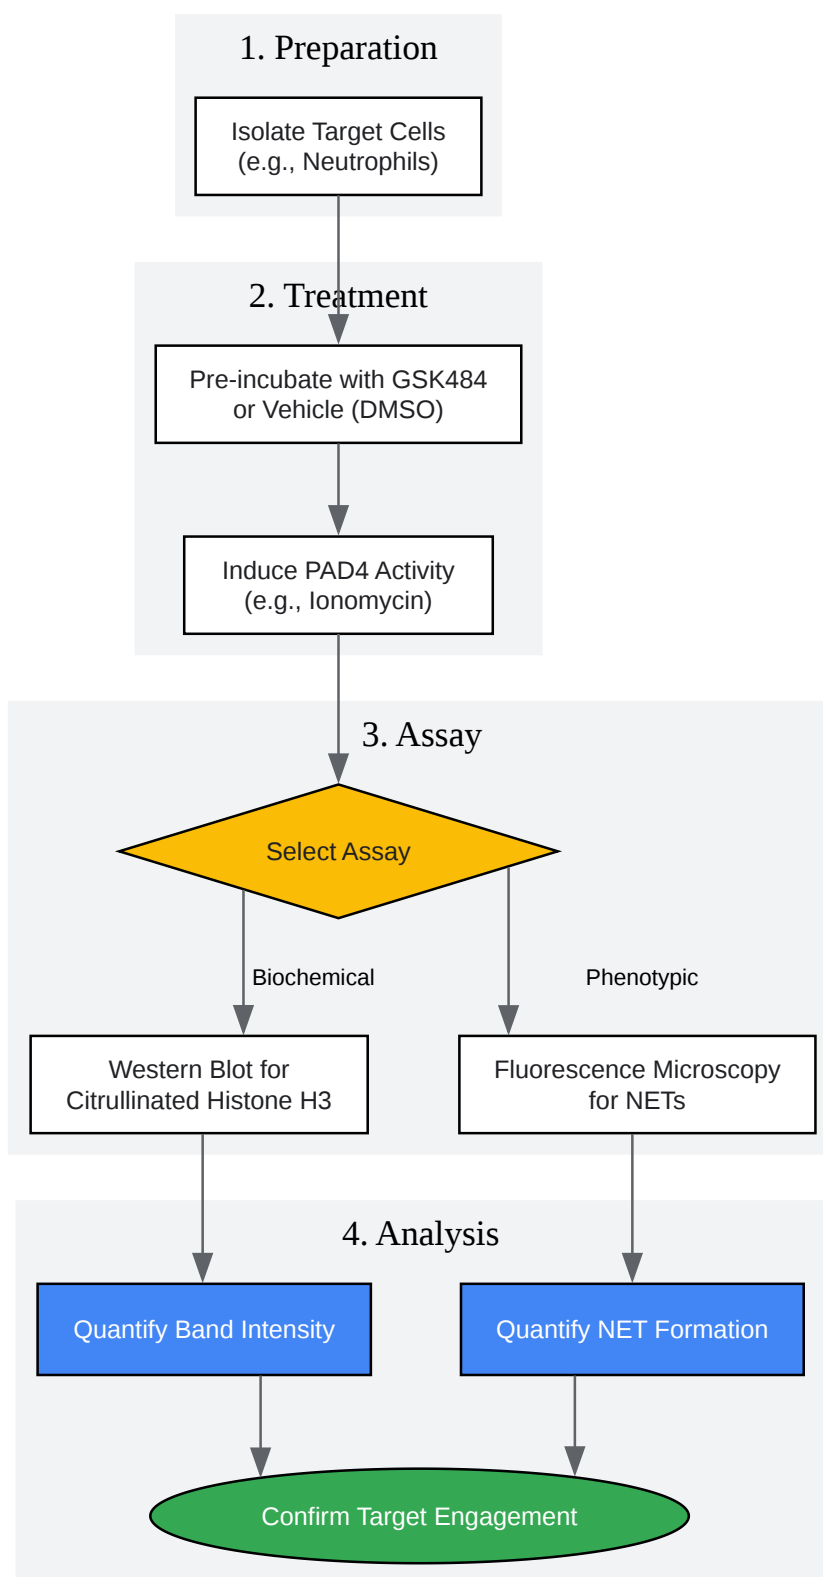 1. Preparation
Isolate Target Cells
(e.g., Neutrophils)
2. Treatment
Pre-incubate with GSK484
or Vehicle (DMSO)
Induce PAD4 Activity
(e.g., Ionomycin)
3. Assay
Select Assay
Biochemical
Phenotypic
Western Blot for
Citrullinated Histone H3
Fluorescence Microscopy
for NETs
4. Analysis
Quantify Band Intensity
Quantify NET Formation
Confirm Target Engagement